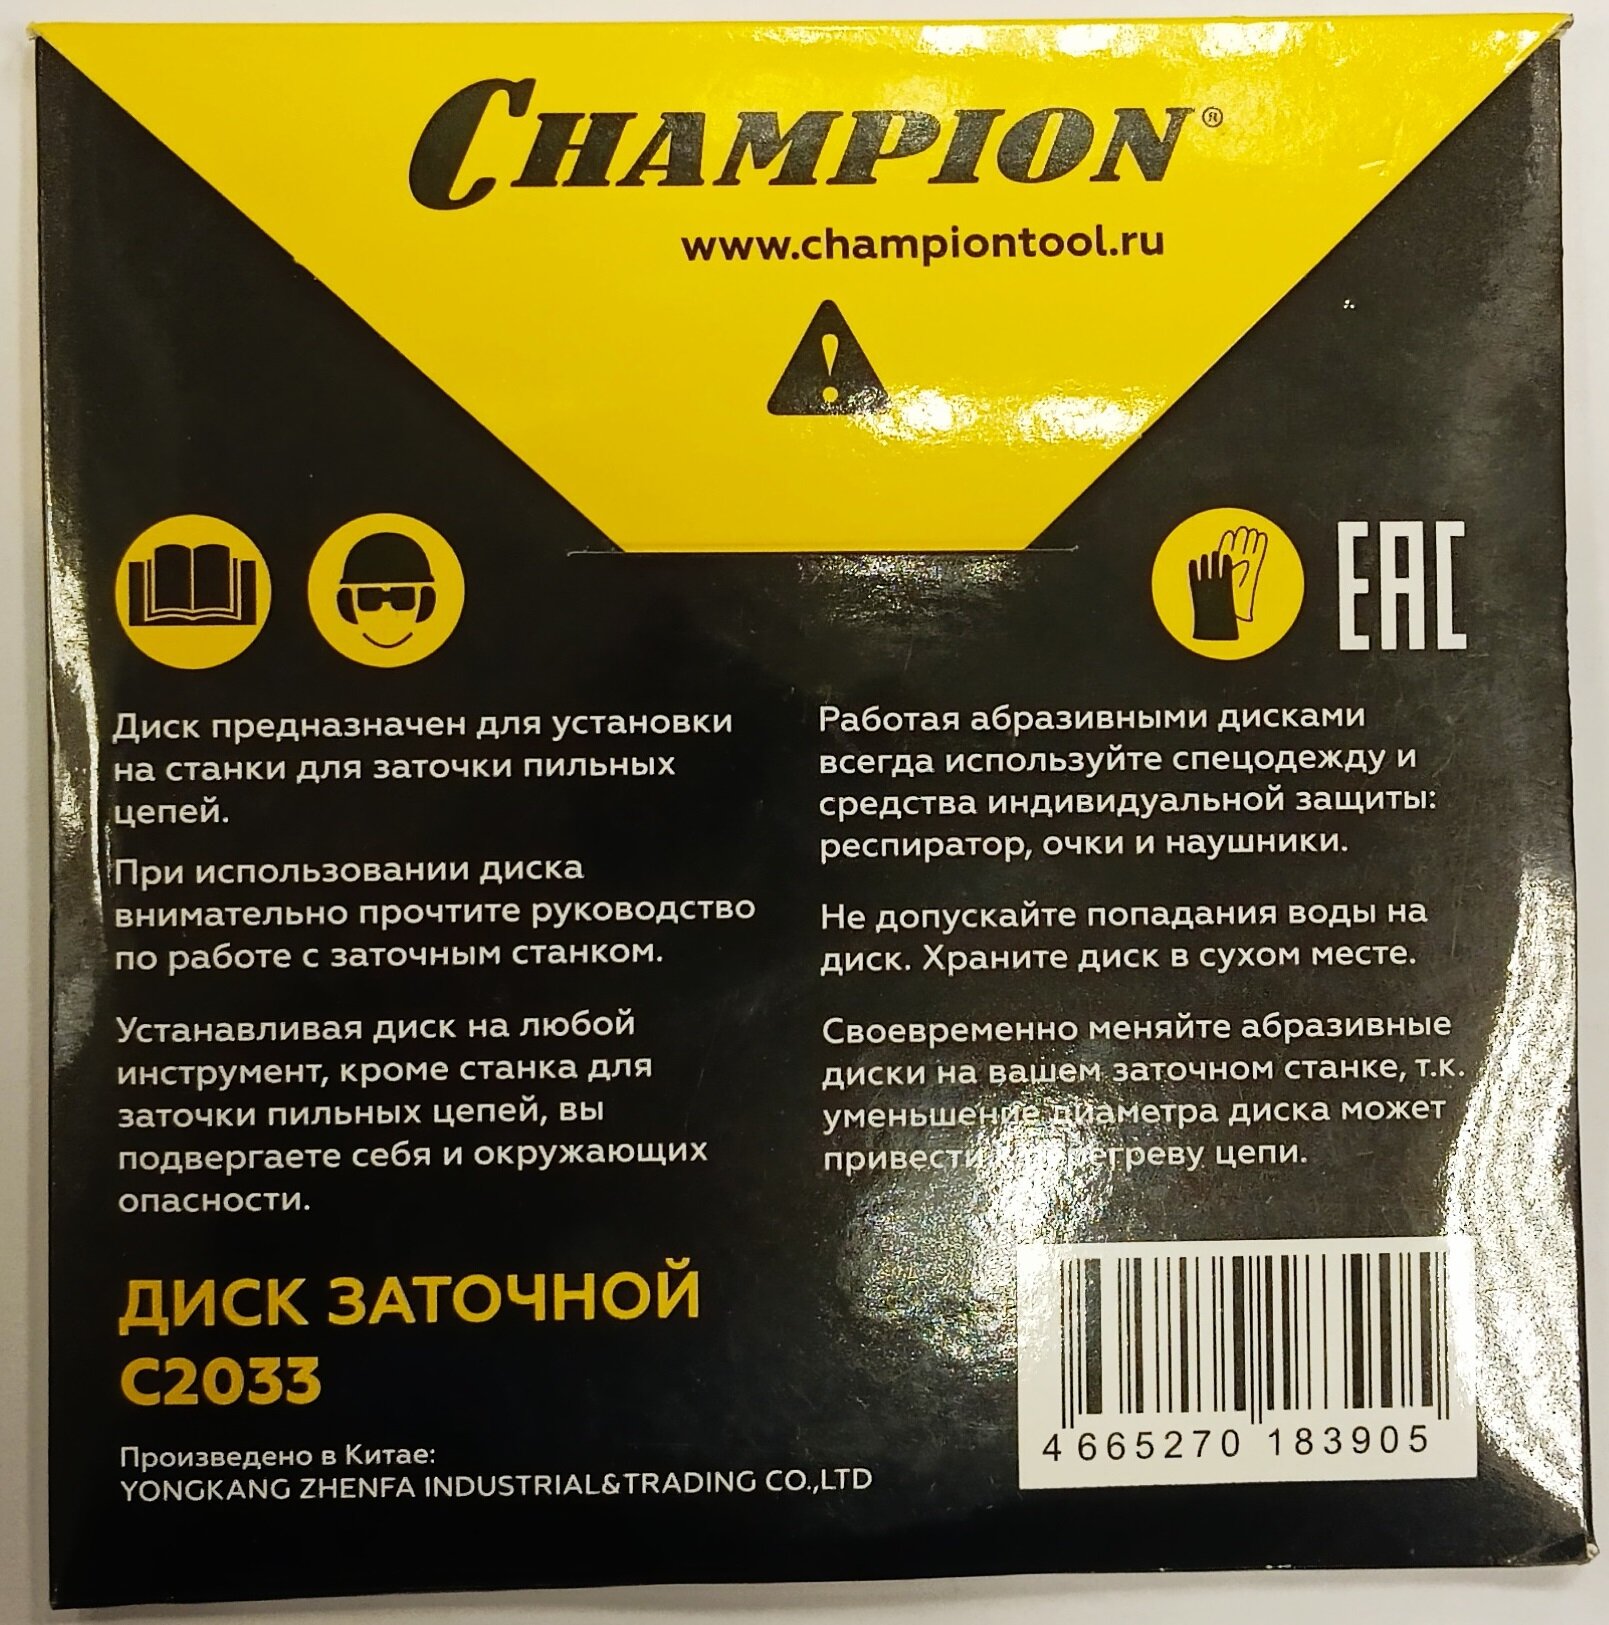 CHAMPION®
www.championtool.ru
EAC
Диск предназначен для установки
на станки для заточки пильных
цепей.
При использовании диска
внимательно прочтите руководство
по работе с заточным станком.
Устанавливая диск на любой
инструмент, кроме станка для
заточки пильных цепей, вы
подвергаете себя и окружающих
опасности.
Работая абразивными дисками
всегда используйте спецодежду и
средства индивидуальной защиты:
респиратор, очки и наушники.
Не допускайте попадания воды на
диск. Храните диск в сухом месте.
Своевременно меняйте абразивные
диски на вашем заточном станке, т.к.
уменьшение диаметра диска может
привести к перегреву цепи.
ДИСК ЗАТОЧНОЙ
C2033
Произведено в Китае:
YONGKANG ZHENFA INDUSTRIAL&TRADING CO.,LTD
4 665270 183905